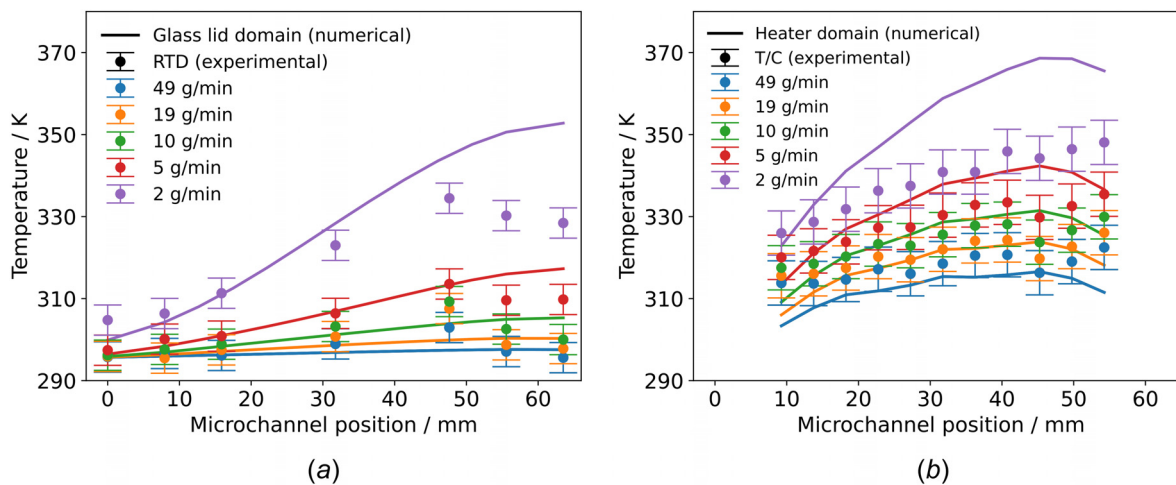 Glass lid domain (numerical)
RTD (experimental)
49 g/min
19 g/min
10 g/min
5 g/min
2 g/min
370
350
330
310
290
Temperature / K
0
10
20
30
40
50
60
Microchannel position / mm
(a)
Heater domain (numerical)
T/C (experimental)
49 g/min
19 g/min
10 g/min
5 g/min
2 g/min
370
350
330
310
290
Temperature / K
0
10
20
30
40
50
60
Microchannel position / mm
(b)